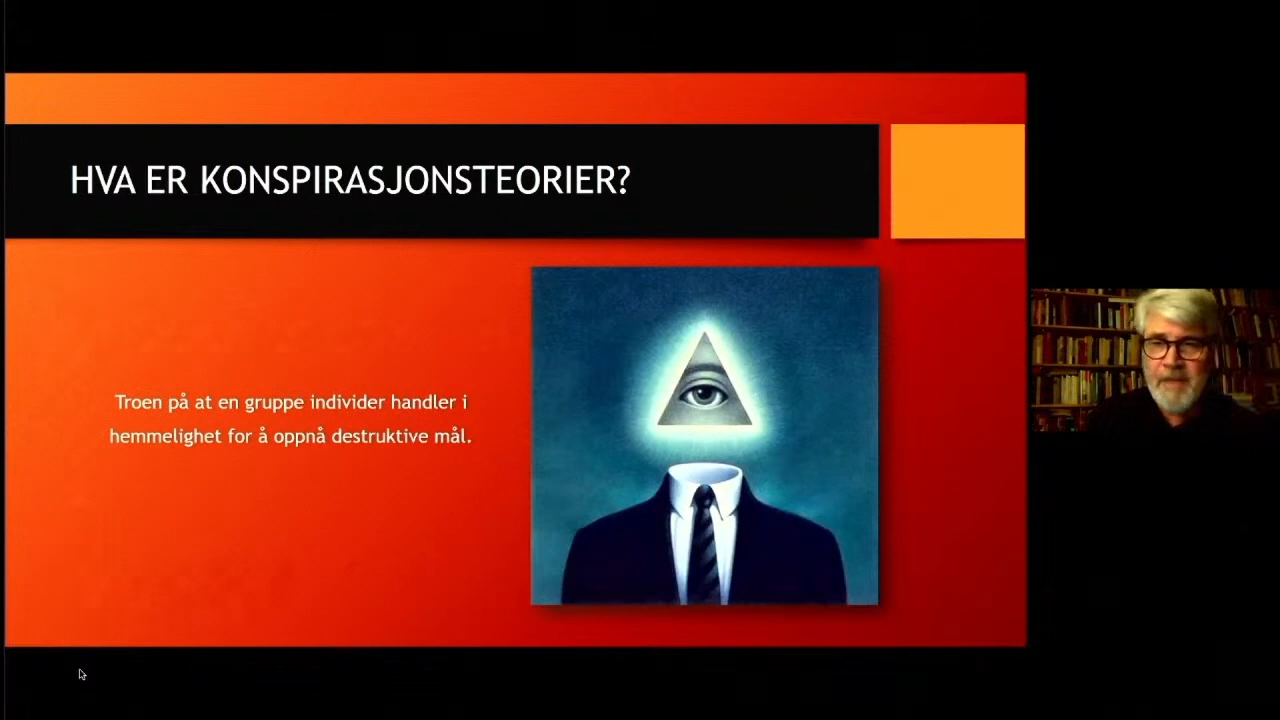 HVA ER KONSPIRASJONSTEORIER?
Troen på at en gruppe individer handler i
hemmelighet for å oppnå destruktive mål.